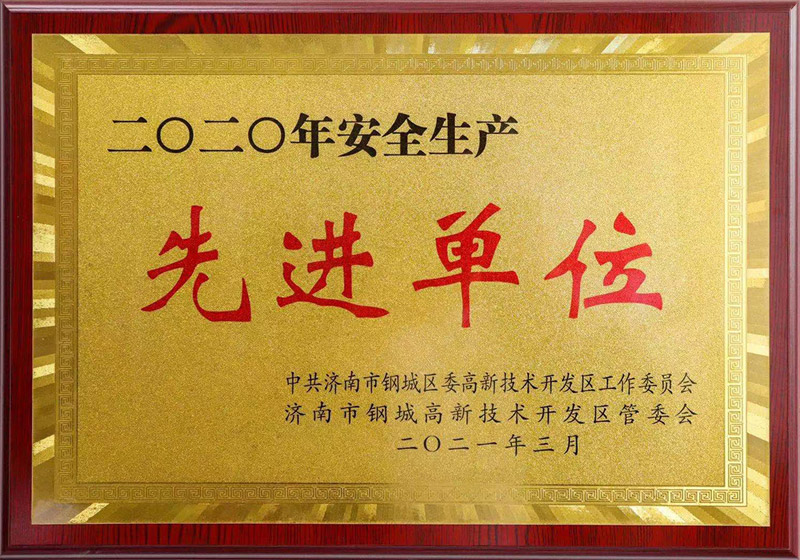 二〇二〇年安全生产
先进单位
中共济南市钢城区委高新技术开发区工作委员会
济南市钢城高新技术开发区管委会
二〇二一年三月